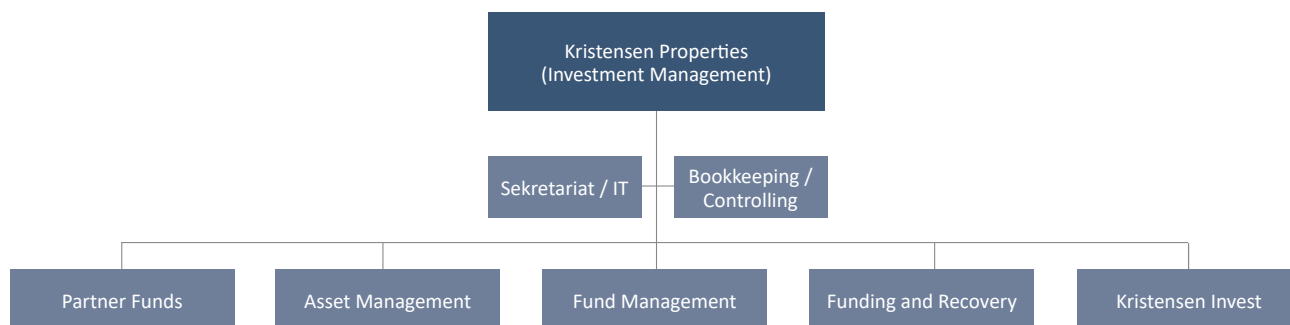 Kristensen Properties
(Investment Management)
Sekretariat / IT
Bookkeeping /
Controlling
Partner Funds
Asset Management
Fund Management
Funding and Recovery
Kristensen Invest